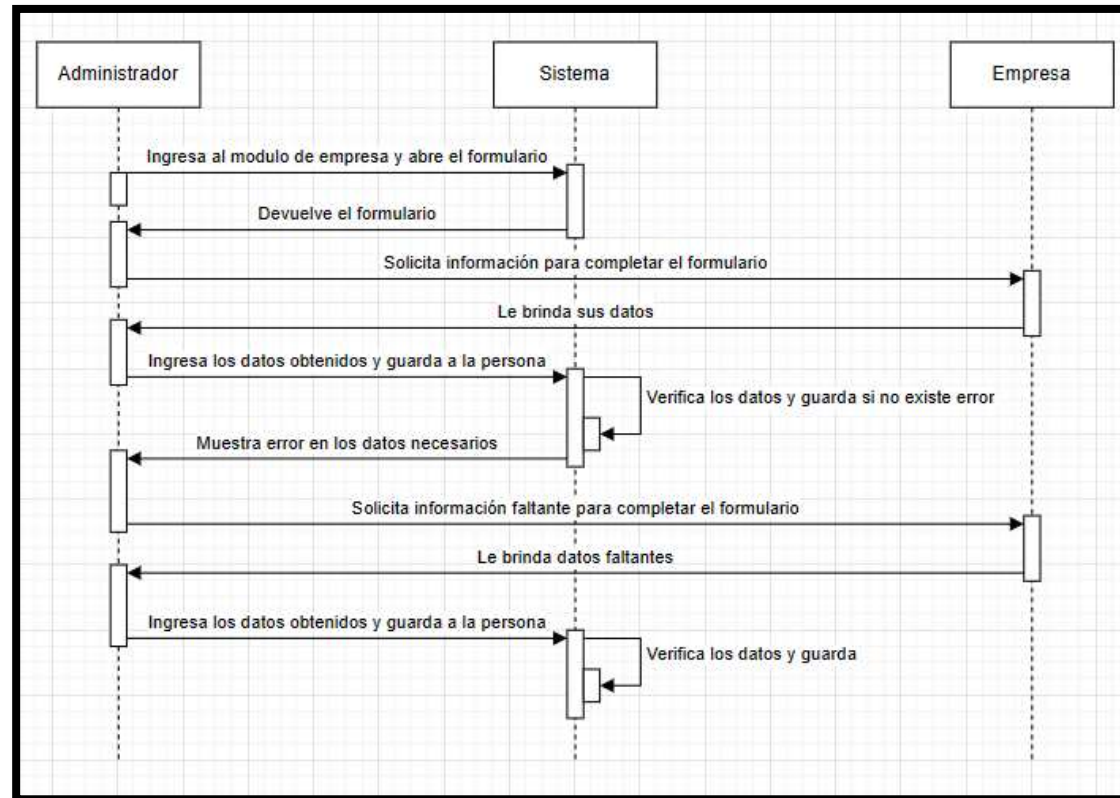 Administrador
Sistema
Empresa
Ingresa al modulo de empresa y abre el formulario
Devuelve el formulario
Solicita información para completar el formulario
Le brinda sus datos
Ingresa los datos obtenidos y guarda a la persona
Verifica los datos y guarda si no existe error
Muestra error en los datos necesarios
Solicita información faltante para completar el formulario
Le brinda datos faltantes
Ingresa los datos obtenidos y guarda a la persona
Verifica los datos y guarda